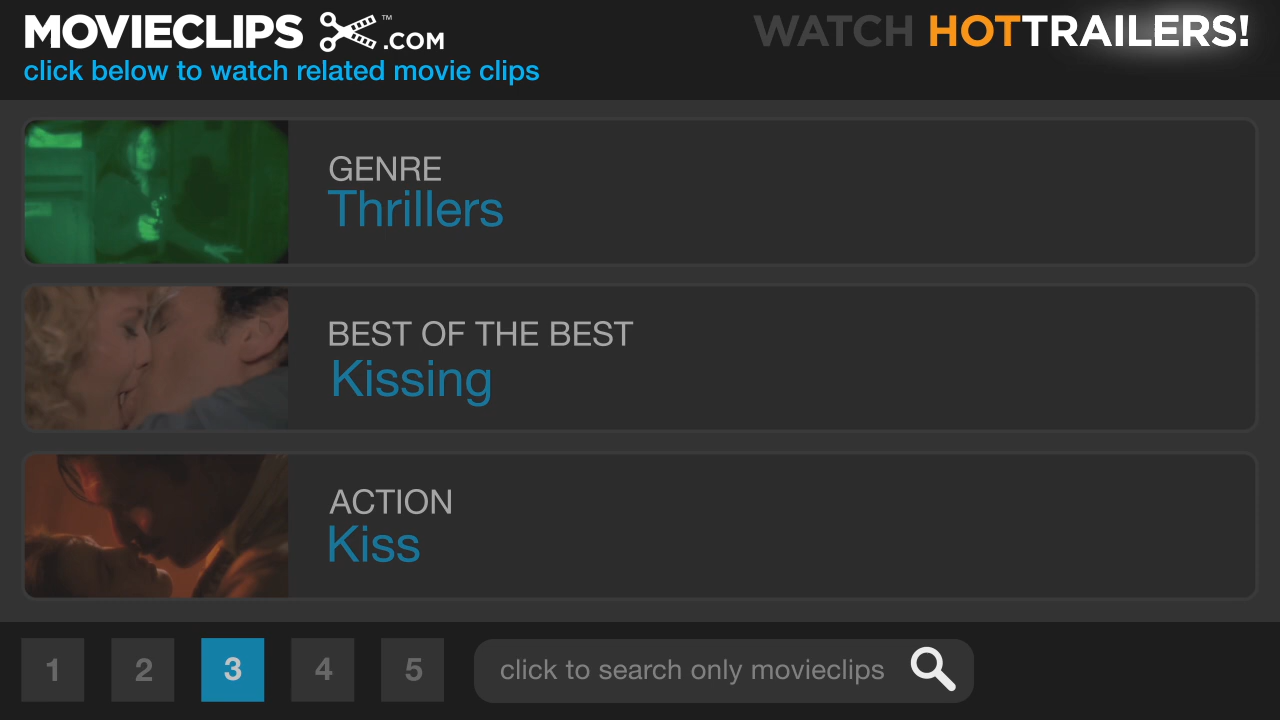 MOVIECLIPS ™ .COM
WATCH HOTTRAILERS!
click below to watch related movie clips
GENRE
Thrillers
BEST OF THE BEST
Kissing
ACTION
Kiss
1 2 3 4 5
click to search only movieclips